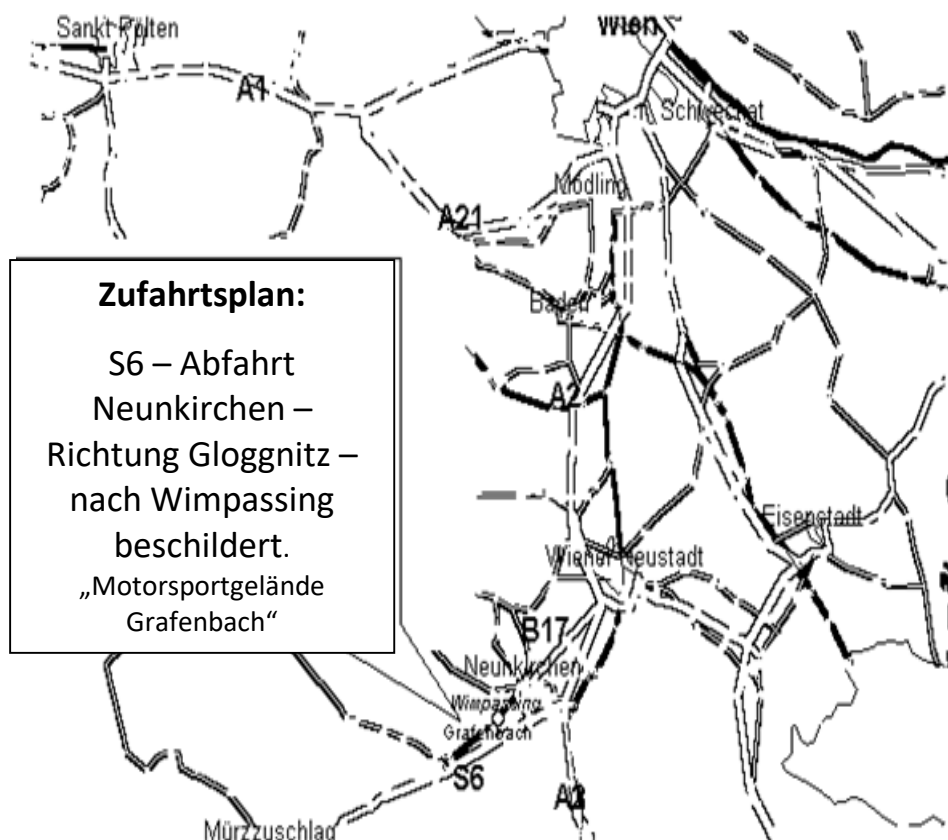 Sankt Pölten
Wien
A1
Schwechat
Mödling
A21
Zufahrtsplan:
S6 – Abfahrt
Neunkirchen –
Richtung Gloggnitz –
nach Wimpassing
beschildert.
„Motorsportgelände
Grafenbach“
Baden
A2
Eisenstadt
Wiener Neustadt
B17
Neunkirchen
Wimpassing
Grafenbach
S6
A2
Mürzzuschlag